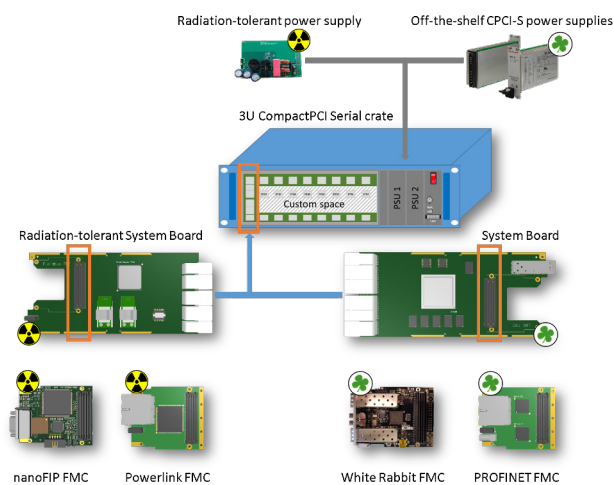 Radiation-tolerant power supply
Off-the-shelf CPCI-S power supplies
3U CompactPCI Serial crate
PSU 1
PSU 2
Custom space
Radiation-tolerant System Board
System Board
nanoFIP FMC
Powerlink FMC
White Rabbit FMC
PROFINET FMC